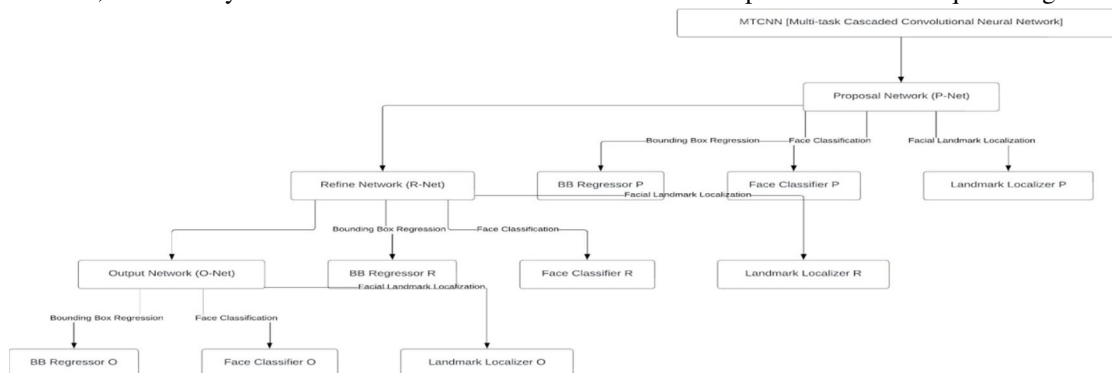 MTCNN [Multi-task Cascaded Convolutional Neural Network]
Proposal Network (P-Net)
Bounding Box Regression
Face Classification
Facial Landmark Localization
Refine Network (R-Net)
BB Regressor P
Face Classifier P
Landmark Localizer P
Facial Landmark Localization
Bounding Box Regression
Face Classification
Output Network (O-Net)
BB Regressor R
Face Classifier R
Landmark Localizer R
Facial Landmark Localization
Bounding Box Regression
Face Classification
BB Regressor O
Face Classifier O
Landmark Localizer O